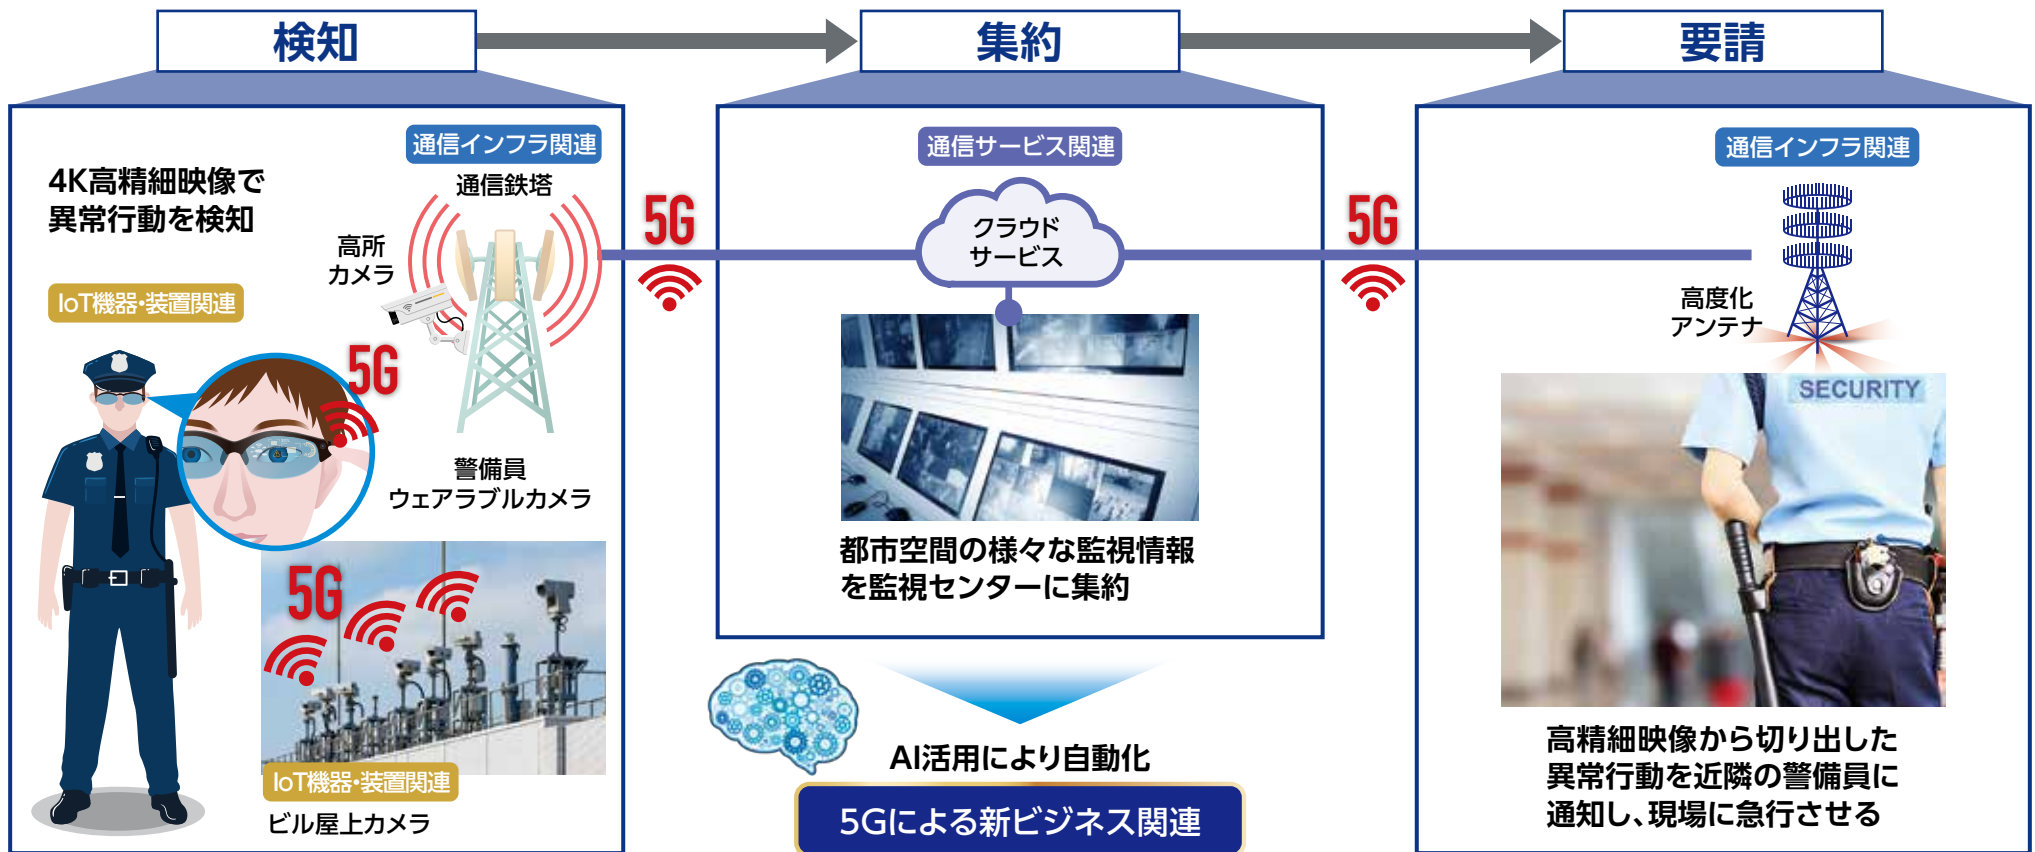 検知
集約
要請
通信インフラ関連
4K高精細映像で
異常行動を検知
通信鉄塔
高所
カメラ
IoT機器・装置関連
5G
警備員
ウェアラブルカメラ
5G
IoT機器・装置関連
ビル屋上カメラ
5G
通信サービス関連
クラウド
サービス
都市空間の様々な監視情報
を監視センターに集約
AI活用により自動化
5Gによる新ビジネス関連
5G
通信インフラ関連
高度化
アンテナ
SECURITY
高精細映像から切り出した
異常行動を近隣の警備員に
通知し、現場に急行させる